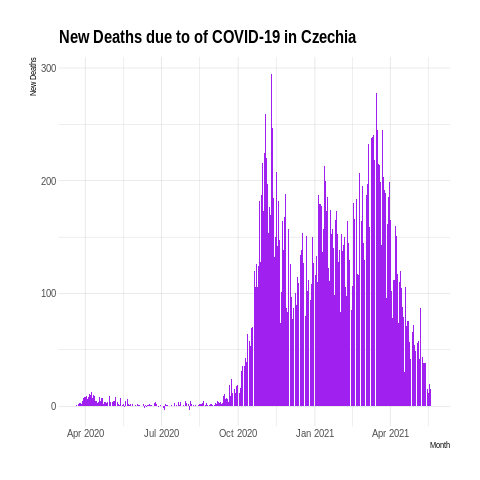 New Deaths due to of COVID-19 in Czechia
New Deaths
300
200
100
0
Apr 2020 Jul 2020 Oct 2020 Jan 2021 Apr 2021
Month